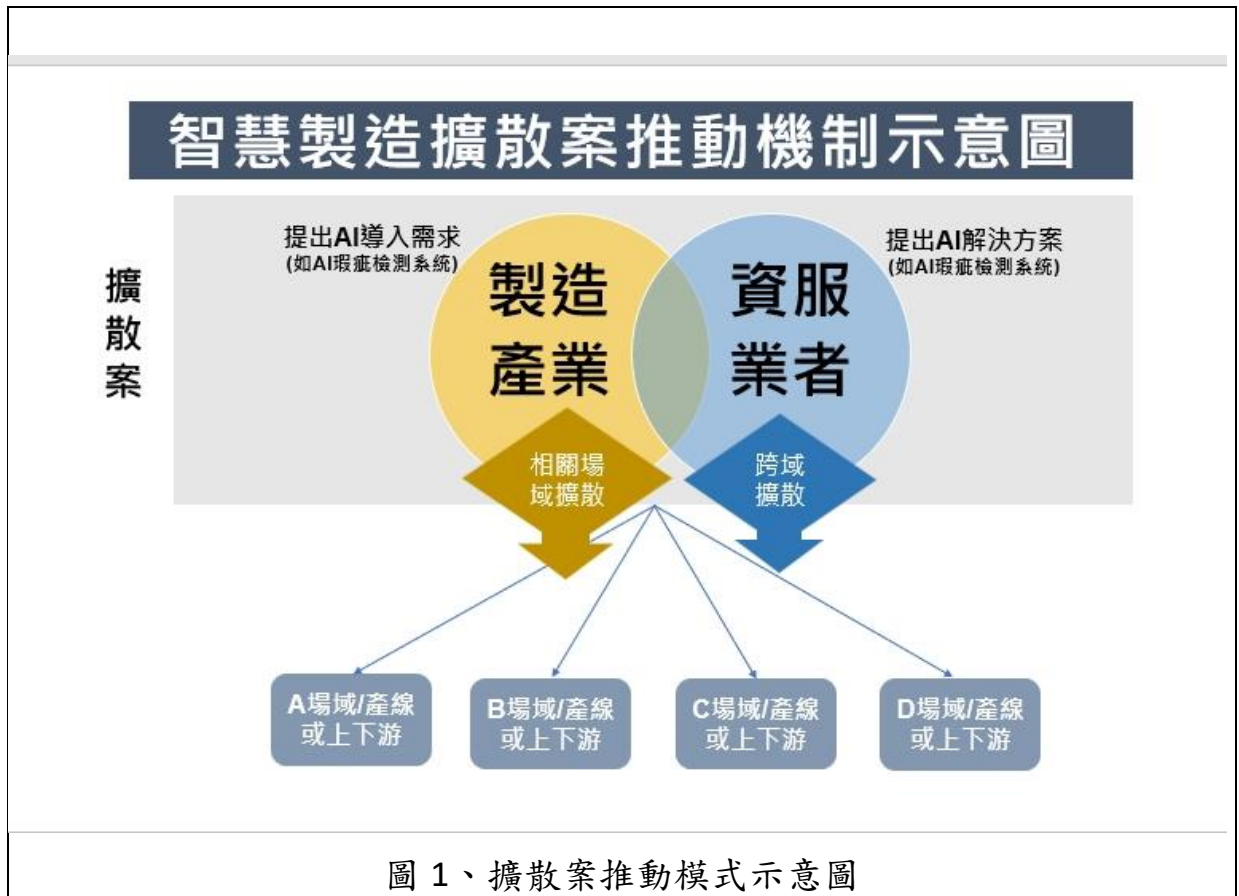 智慧製造擴散案推動機制示意圖
擴
散
案
提出AI導入需求
(如AI瑕疵檢測系統)
製造
產業
資服
業者
提出AI解決方案
(如AI瑕疵檢測系統)
相關場
域擴散
跨域
擴散
A場域/產線
或上下游
B場域/產線
或上下游
C場域/產線
或上下游
D場域/產線
或上下游
圖 1、擴散案推動模式示意圖